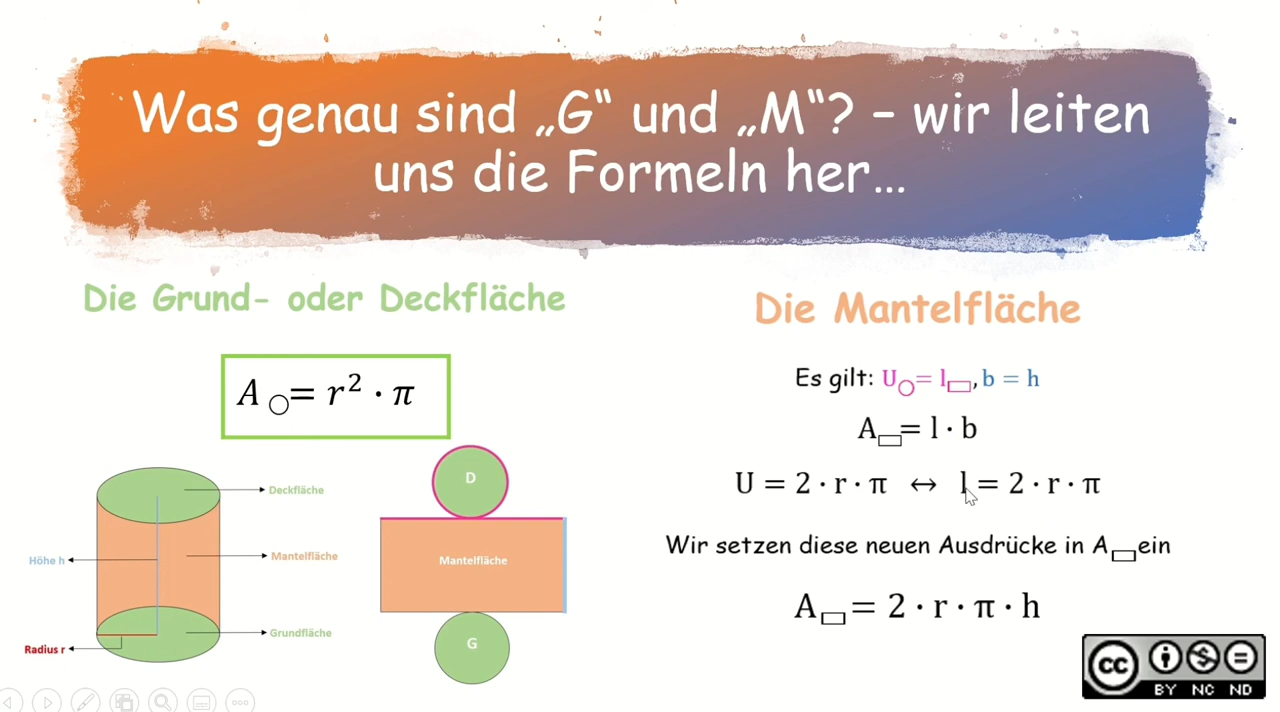 Was genau sind „G“ und „M“? – wir leiten
uns die Formeln her…
Die Grund- oder Deckfläche
A○= r² · π
Deckfläche
Höhe h
Mantelfläche
Grundfläche
Radius r
D
Mantelfläche
G
Die Mantelfläche
Es gilt: U○= l▭, b = h
A▭= l · b
U = 2 · r · π ↔ l = 2 · r · π
Wir setzen diese neuen Ausdrücke in A▭ein
A▭= 2 · r · π · h
cc
BY NC ND